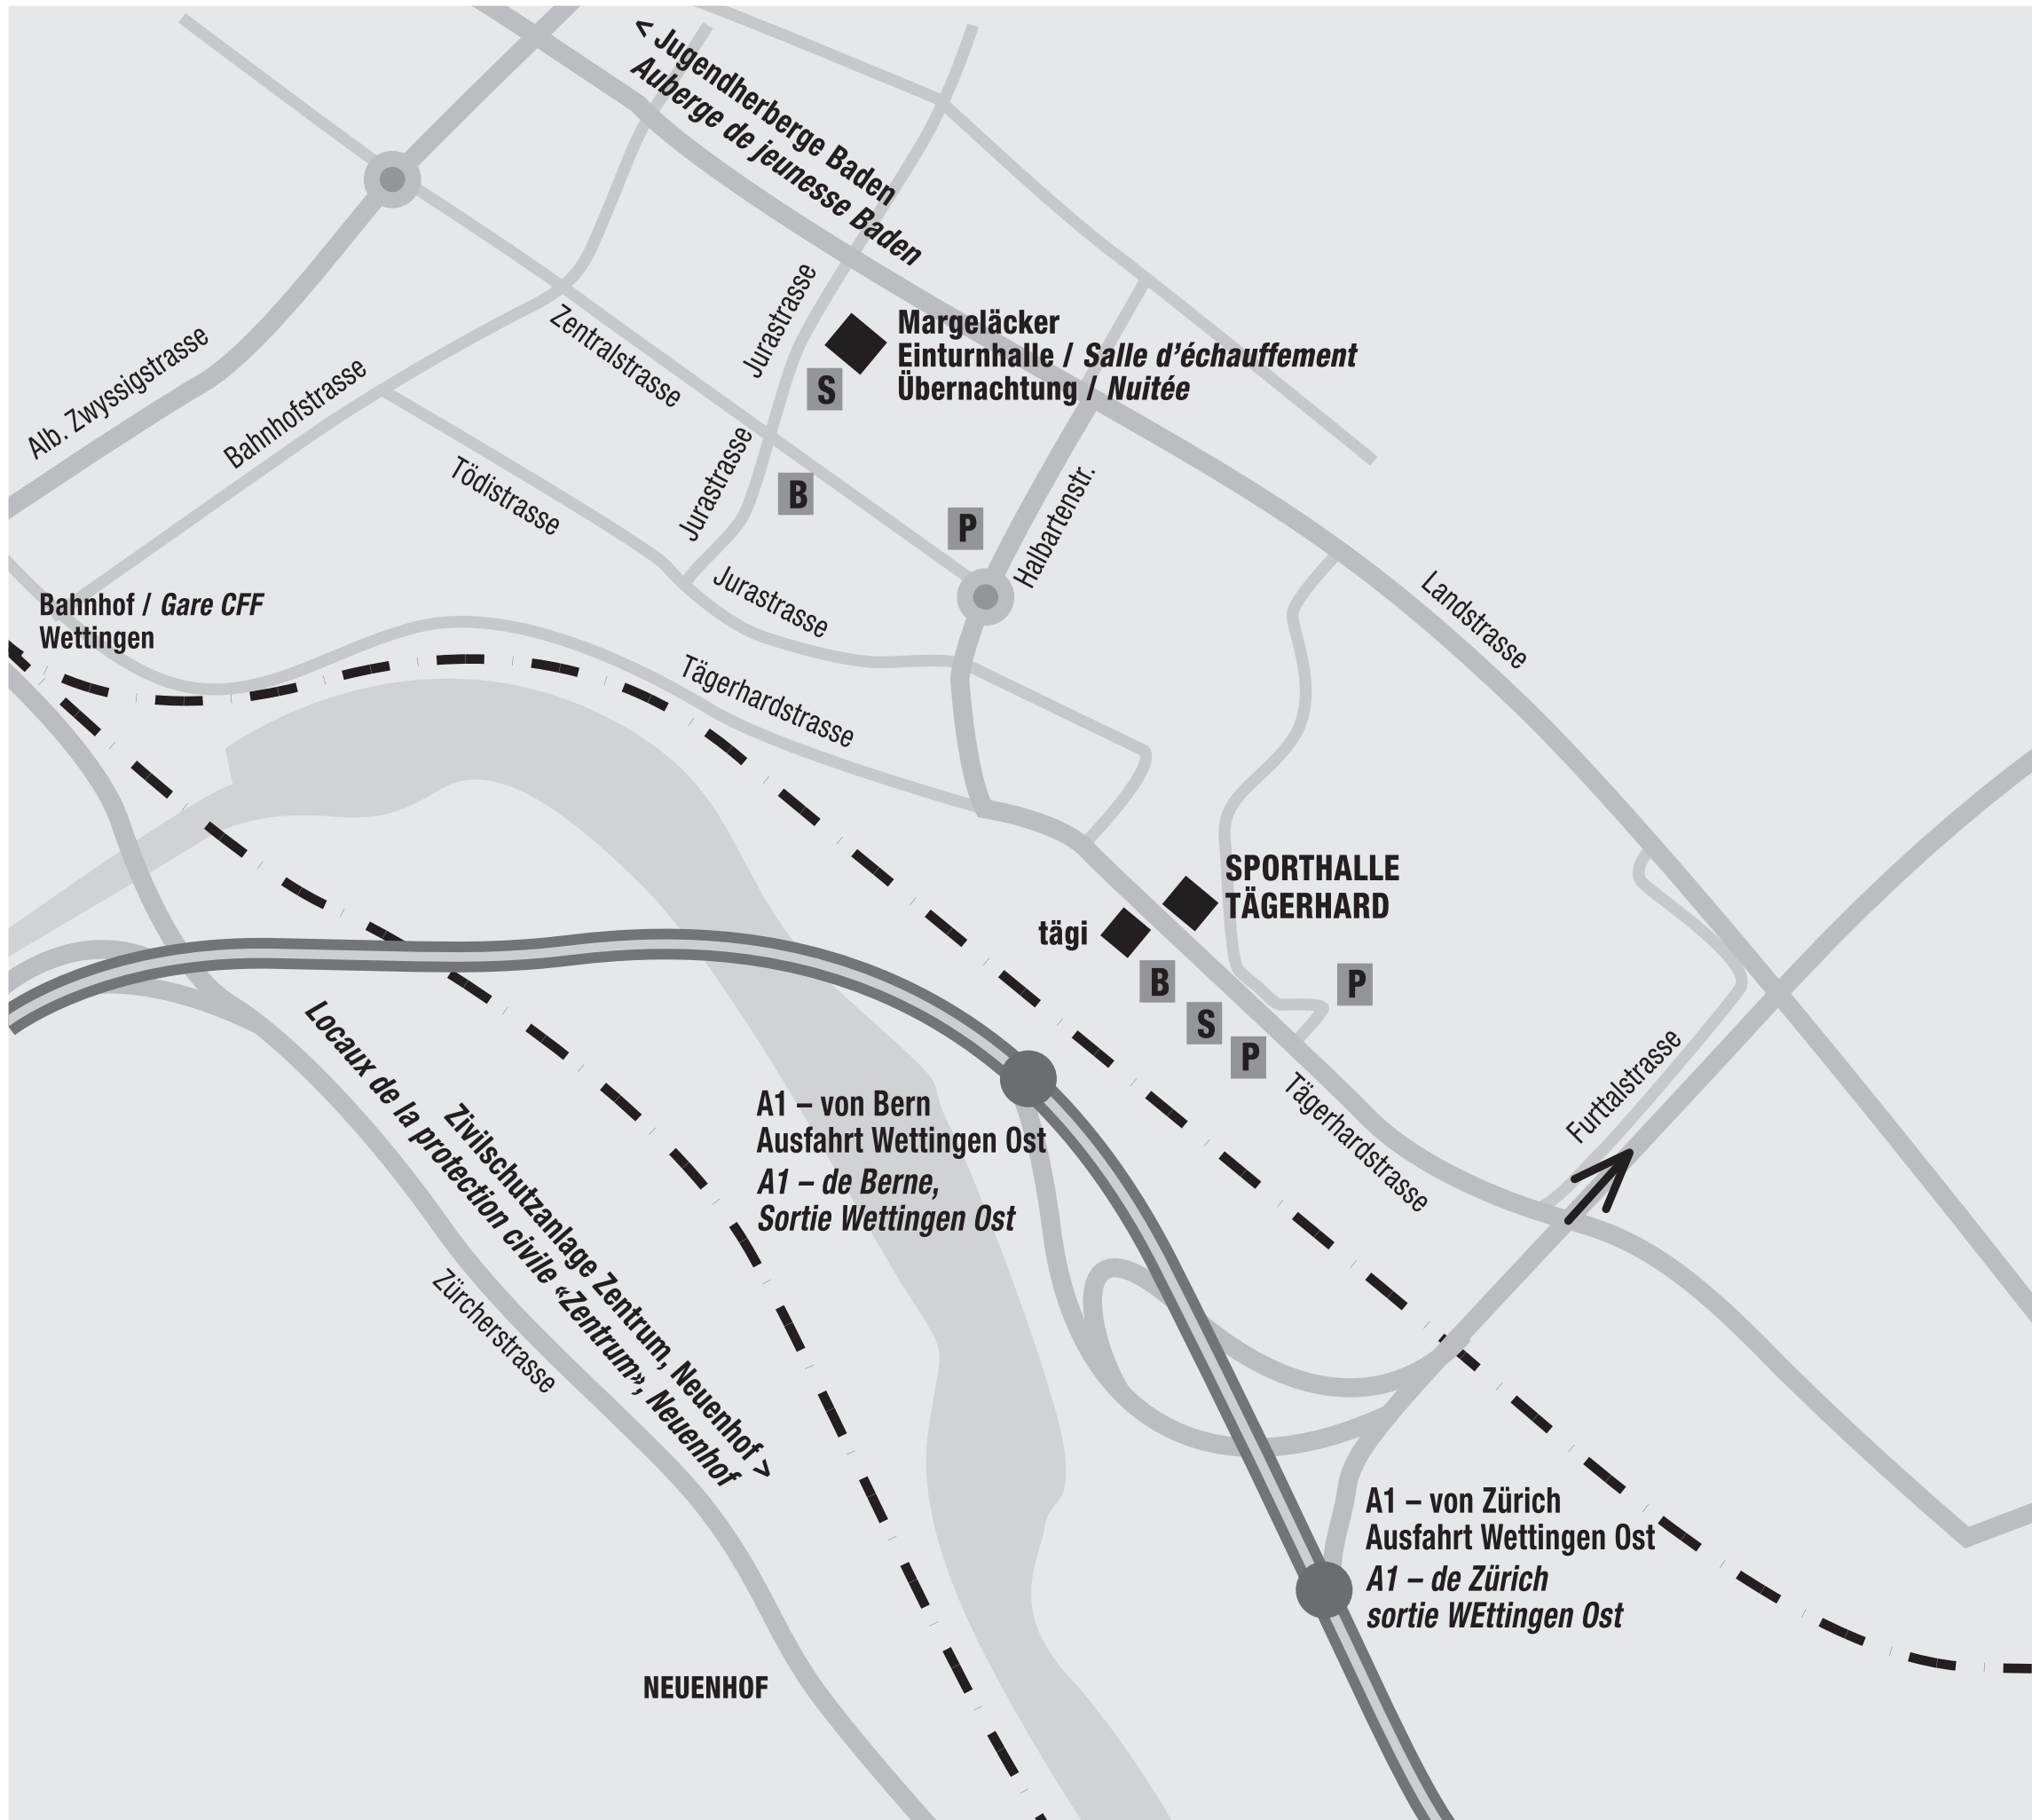 < Jugendherberge Baden
Auberge de jeunesse Baden
Jurastrasse
Margeläcker
Einturnhalle / Salle d’échauffement
Übernachtung / Nuitée
S
Zentralstrasse
Alb. Zwyssigstrasse
Bahnhofstrasse
Tödistrasse
Jurastrasse
B
P
Halbartenstr.
Jurastrasse
Landstrasse
Bahnhof / Gare CFF
Wettingen
Tägerhardstrasse
SPORTHALLE
TÄGERHARD
tägi
B
S
P
P
Tägerhardstrasse
Furttalstrasse
A1 – von Bern
Ausfahrt Wettingen Ost
A1 – de Berne,
Sortie Wettingen Ost
Zivilschutzanlage Zentrum, Neuenhof >
Locaux de la protection civile «Zentrum», Neuenhof
Zürcherstrasse
A1 – von Zürich
Ausfahrt Wettingen Ost
A1 – de Zürich
sortie WEttingen Ost
NEUENHOF